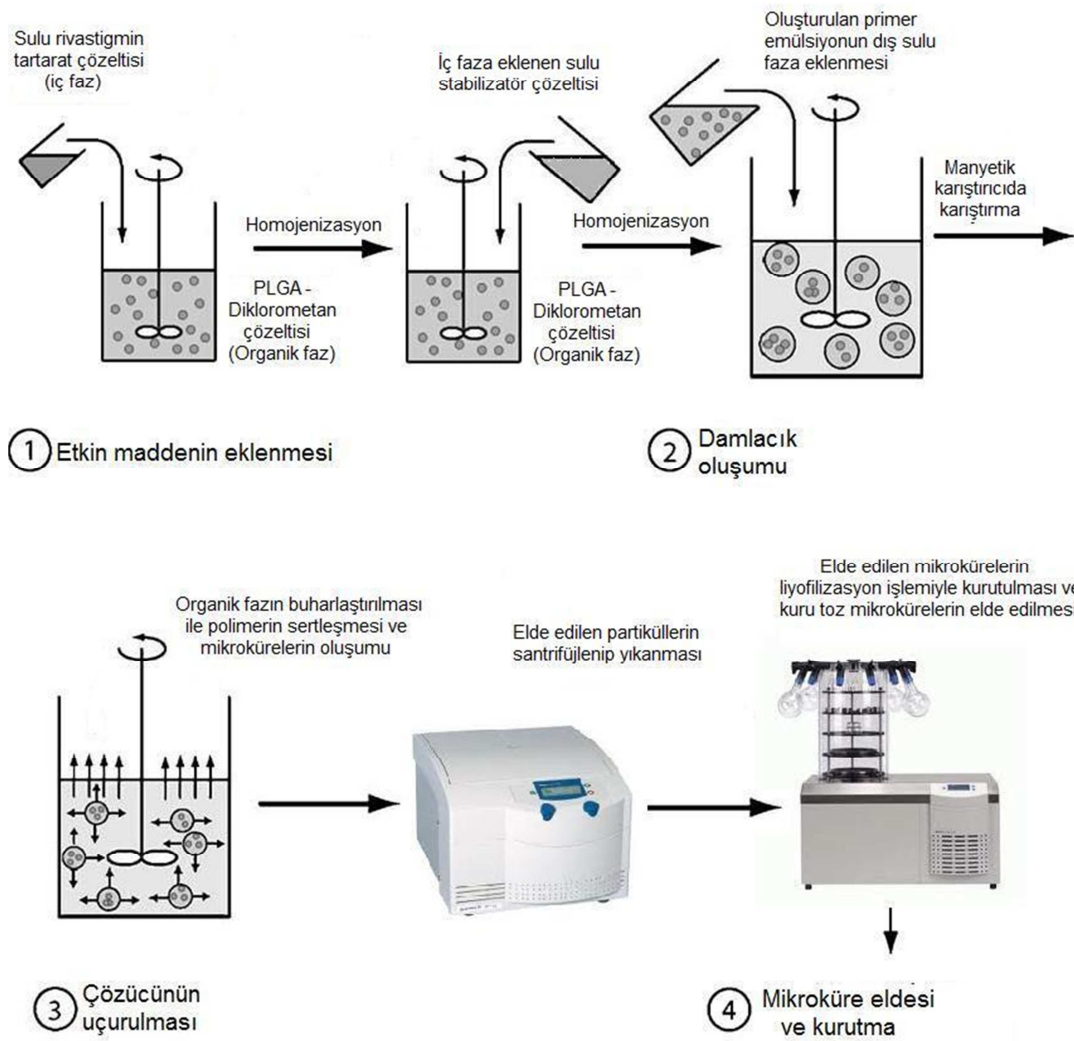 Sulu rivastigmin
tartarat çözeltisi
(iç faz)
İç faza eklenen sulu
stabilizatör çözeltisi
Oluşturulan primer
emülsiyonun dış sulu
faza eklenmesi
Homojenizasyon
Homojenizasyon
Manyetik
karıştırıcıda
karıştırma
PLGA -
Diklorometan
çözeltisi
(Organik faz)
PLGA -
Diklorometan
çözeltisi
(Organik faz)
1 Etkin maddenin eklenmesi
2 Damlacık
oluşumu
Organik fazın buharlaştırılması
ile polimerin sertleşmesi ve
mikrokürelerin oluşumu
Elde edilen partiküllerin
santrifüjlenip yıkanması
Elde edilen mikrokürelerin
liyofilizasyon işlemiyle kurutulması ve
kuru toz mikrokürelerin elde edilmesi
3 Çözücünün
uçurulması
4 Mikroküre eldesi
ve kurutma